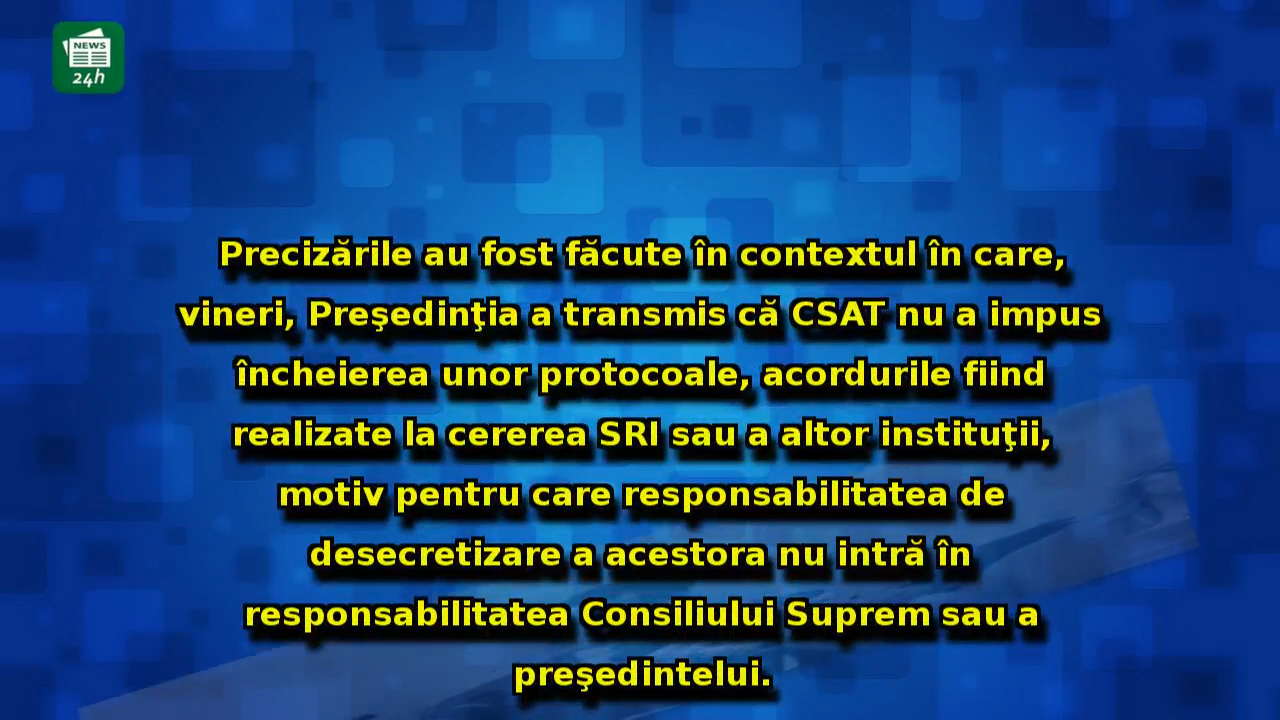 NEWS
24h
Precizările au fost făcute în contextul în care,
vineri, Preşedinţia a transmis că CSAT nu a impus
încheierea unor protocoale, acordurile fiind
realizate la cererea SRI sau a altor instituţii,
motiv pentru care responsabilitatea de
desecretizare a acestora nu intră în
responsabilitatea Consiliului Suprem sau a
preşedintelui.